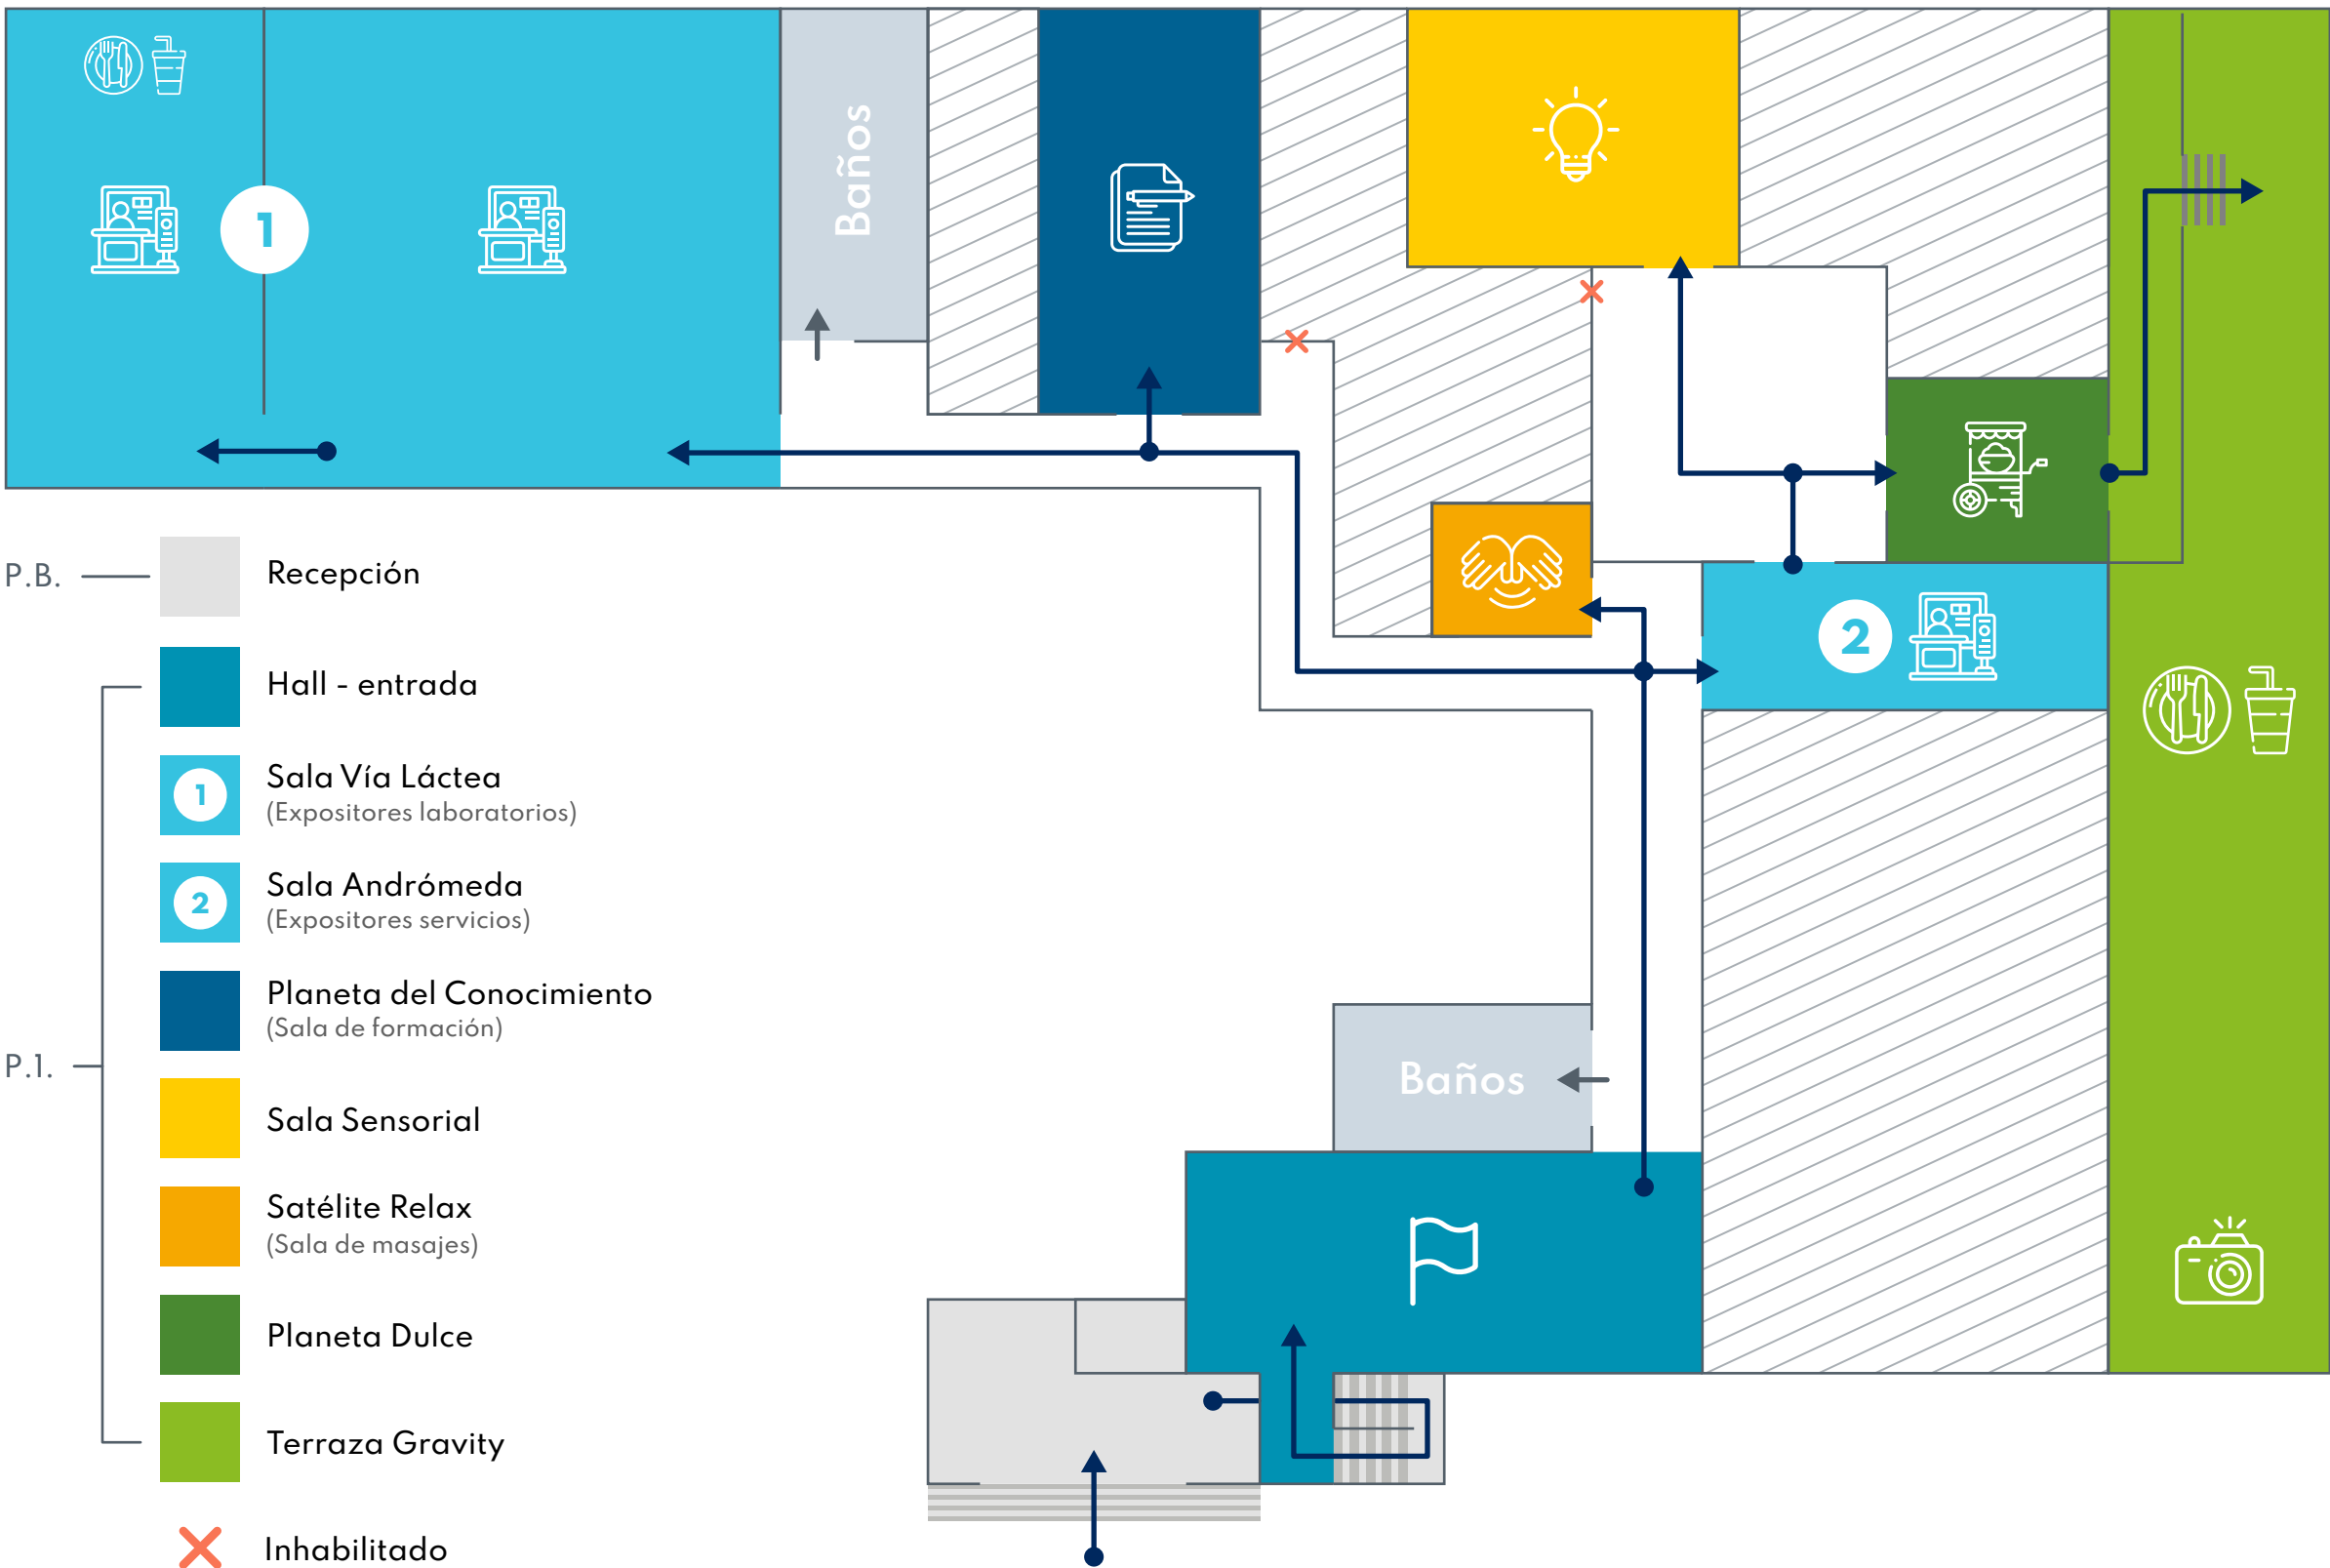 1
Baños
2
Baños
P.B.
Recepción
Hall - entrada
1
Sala Vía Láctea
(Expositores laboratorios)
2
Sala Andrómeda
(Expositores servicios)
Planeta del Conocimiento
(Sala de formación)
P.1.
Sala Sensorial
Satélite Relax
(Sala de masajes)
Planeta Dulce
Terraza Gravity
Inhabilitado